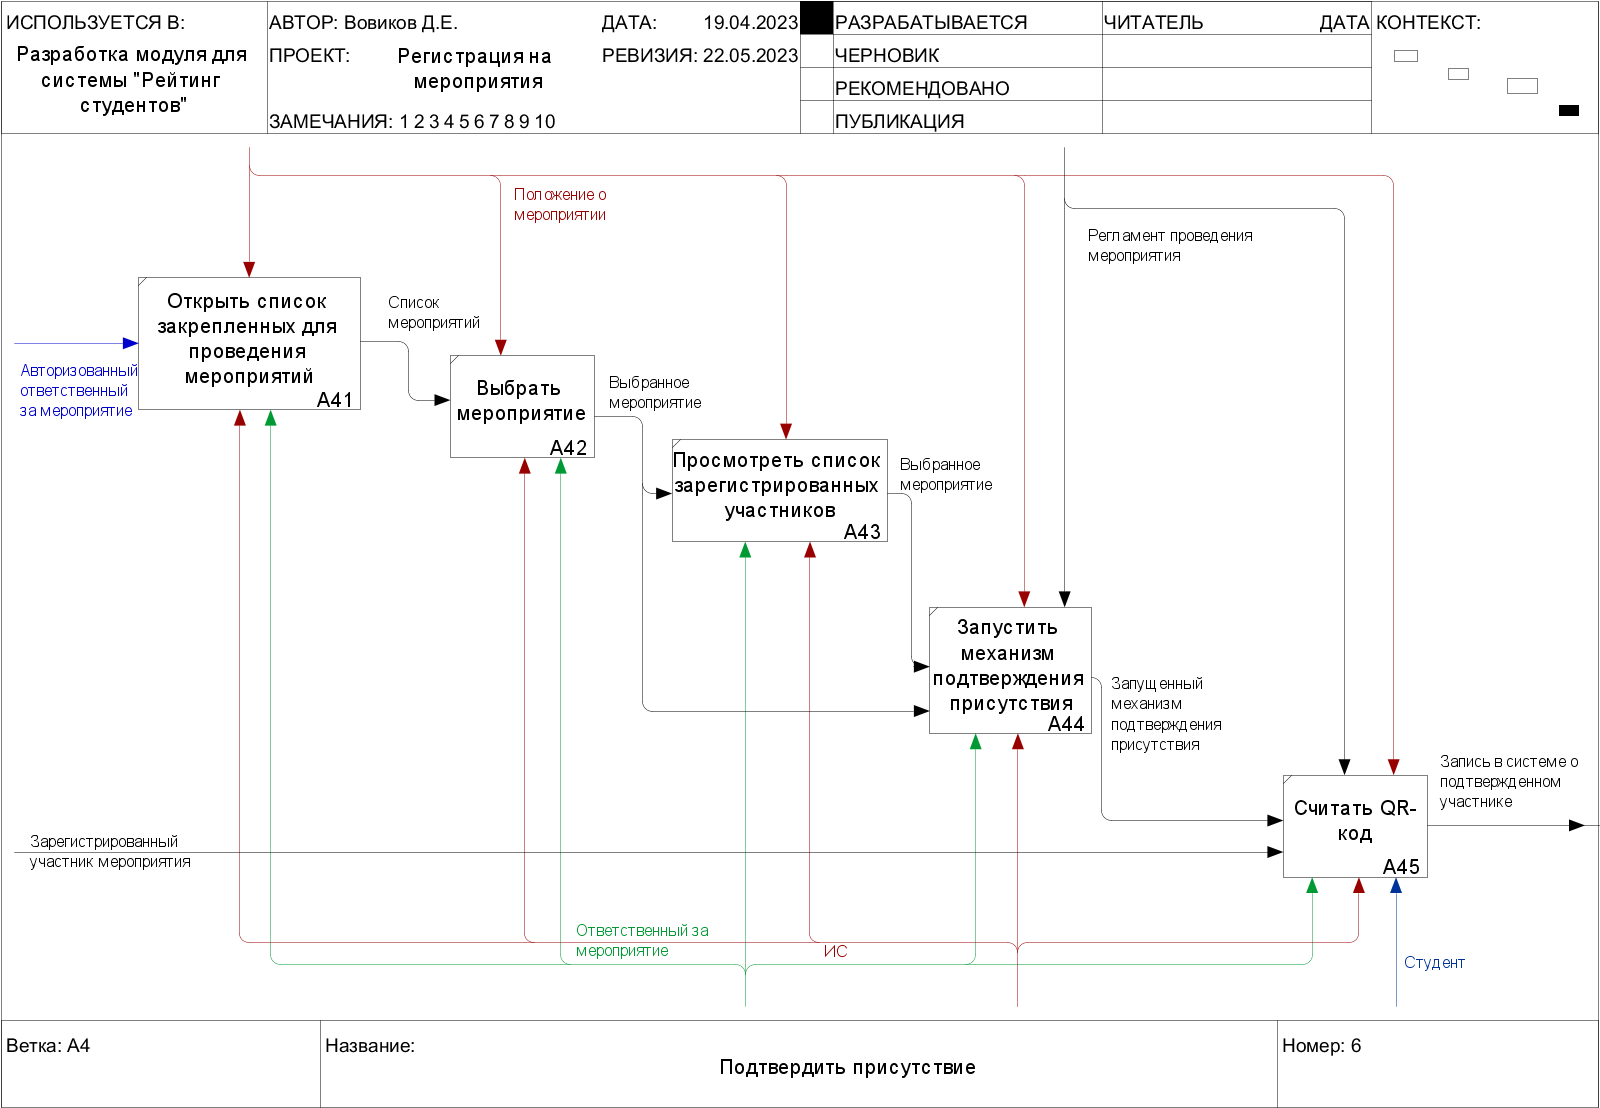 ИСПОЛЬЗУЕТСЯ В:
Разработка модуля для
системы "Рейтинг
студентов"
АВТОР: Вовиков Д.Е.
ДАТА: 19.04.2023
ПРОЕКТ: Регистрация на
мероприятия
РЕВИЗИЯ: 22.05.2023
ЗАМЕЧАНИЯ: 1 2 3 4 5 6 7 8 9 10
РАЗРАБАТЫВАЕТСЯ
ЧЕРНОВИК
РЕКОМЕНДОВАНО
ПУБЛИКАЦИЯ
ЧИТАТЕЛЬ
ДАТА
КОНТЕКСТ:
Положение о
мероприятии
Регламент проведения
мероприятия
Открыть список
закрепленных для
проведения
мероприятий
A41
Авторизованный
ответственный
за мероприятие
Список
мероприятий
Выбрать
мероприятие
A42
Выбранное
мероприятие
Просмотреть список
зарегистрированных
участников
A43
Выбранное
мероприятие
Запустить
механизм
подтверждения
присутствия
A44
Запущенный
механизм
подтверждения
присутствия
Считать QR-
код
A45
Запись в системе о
подтвержденном
участнике
Зарегистрированный
участник мероприятия
Ответственный за
мероприятие
ИС
Студент
Ветка: A4
Название:
Подтвердить присутствие
Номер: 6